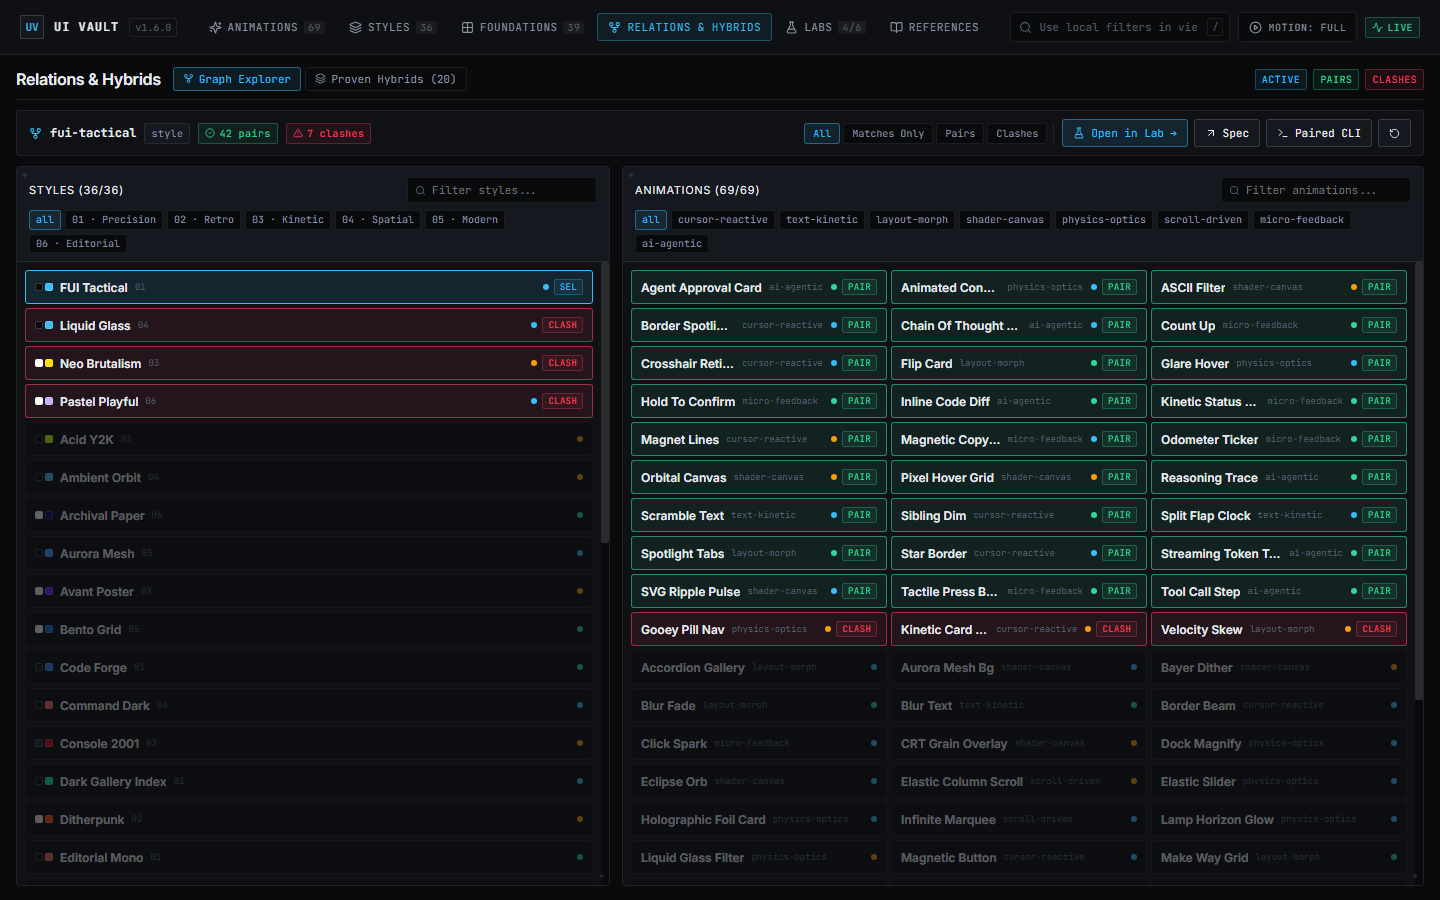 UV UI VAULT v1.6.0 ANIMATIONS 69 STYLES 36 FOUNDATIONS 39 RELATIONS & HYBRIDS LABS 4/6 REFERENCES Use local filters in vie / MOTION: FULL LIVE
Relations & Hybrids Graph Explorer Proven Hybrids (20) ACTIVE PAIRS CLASHES
fui-tactical style 42 pairs 7 clashes All Matches Only Pairs Clashes Open in Lab → Spec Paired CLI
STYLES (36/36) Filter styles...
all 01 · Precision 02 · Retro 03 · Kinetic 04 · Spatial 05 · Modern
06 · Editorial
FUI Tactical 01 SEL
Liquid Glass 04 CLASH
Neo Brutalism 03 CLASH
Pastel Playful 06 CLASH
Acid Y2K 03
Ambient Orbit 04
Archival Paper 06
Aurora Mesh 05
Avant Poster 03
Bento Grid 05
Code Forge 01
Command Dark 04
Console 2001 03
Dark Gallery Index 01
Ditherpunk 02
Editorial Mono 01
ANIMATIONS (69/69) Filter animations...
all cursor-reactive text-kinetic layout-morph shader-canvas physics-optics scroll-driven micro-feedback
ai-agentic
Agent Approval Card ai-agentic PAIR Animated Con... physics-optics PAIR ASCII Filter shader-canvas PAIR
Border Spotli... cursor-reactive PAIR Chain Of Thought ... ai-agentic PAIR Count Up micro-feedback PAIR
Crosshair Reti... cursor-reactive PAIR Flip Card layout-morph PAIR Glare Hover physics-optics PAIR
Hold To Confirm micro-feedback PAIR Inline Code Diff ai-agentic PAIR Kinetic Status ... micro-feedback PAIR
Magnet Lines cursor-reactive PAIR Magnetic Copy... micro-feedback PAIR Odometer Ticker micro-feedback PAIR
Orbital Canvas shader-canvas PAIR Pixel Hover Grid shader-canvas PAIR Reasoning Trace ai-agentic PAIR
Scramble Text text-kinetic PAIR Sibling Dim cursor-reactive PAIR Split Flap Clock text-kinetic PAIR
Spotlight Tabs layout-morph PAIR Star Border cursor-reactive PAIR Streaming Token T... ai-agentic PAIR
SVG Ripple Pulse shader-canvas PAIR Tactile Press B... micro-feedback PAIR Tool Call Step ai-agentic PAIR
Gooey Pill Nav physics-optics CLASH Kinetic Card ... cursor-reactive CLASH Velocity Skew layout-morph CLASH
Accordion Gallery layout-morph Aurora Mesh Bg shader-canvas Bayer Dither shader-canvas
Blur Fade layout-morph Blur Text text-kinetic Border Beam cursor-reactive
Click Spark micro-feedback CRT Grain Overlay shader-canvas Dock Magnify physics-optics
Eclipse Orb shader-canvas Elastic Column Scroll scroll-driven Elastic Slider physics-optics
Holographic Foil Card physics-optics Infinite Marquee scroll-driven Lamp Horizon Glow physics-optics
Liquid Glass Filter physics-optics Magnetic Button cursor-reactive Make Way Grid layout-morph